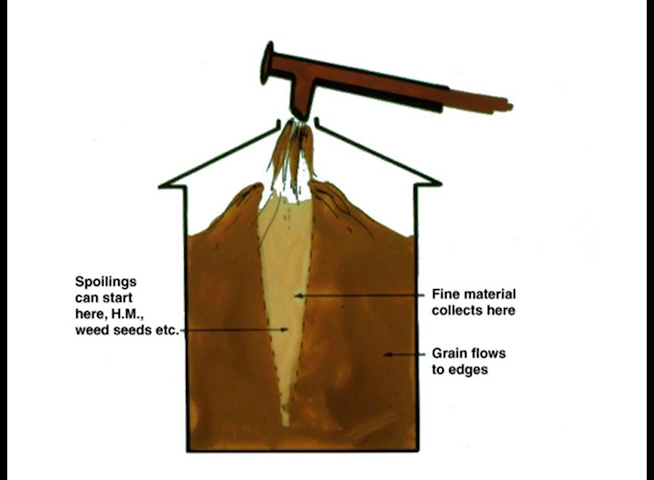 Spoilings
can start
here, H.M.,
weed seeds etc.
Fine material
collects here
Grain flows
to edges